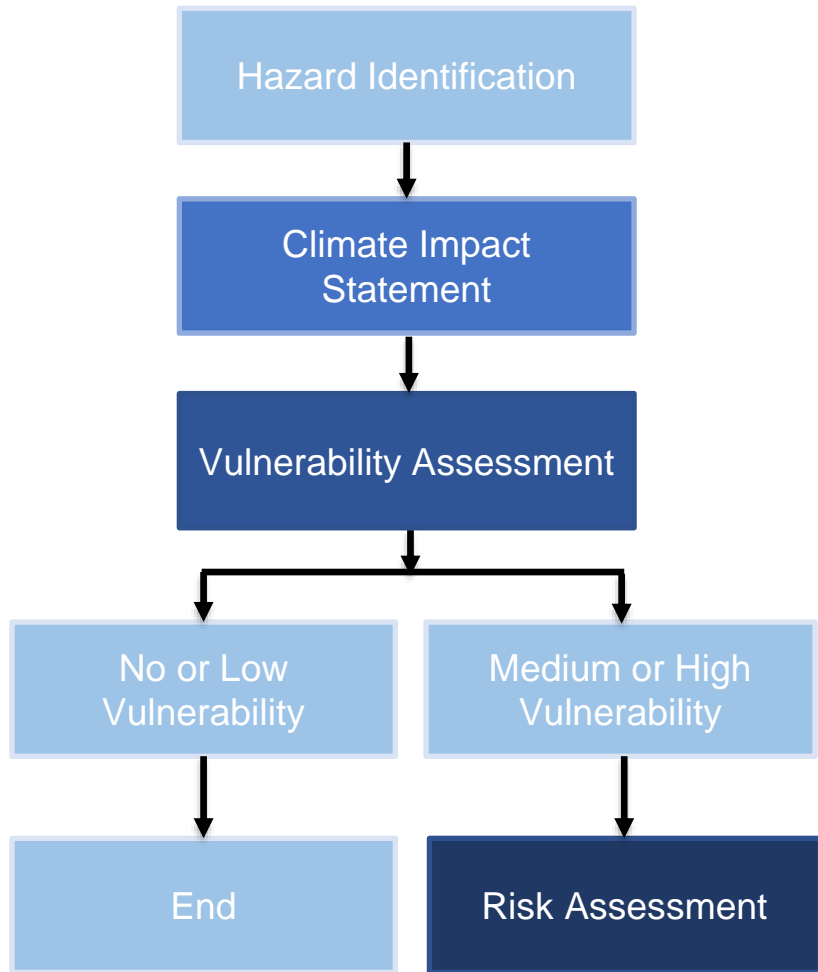 Hazard Identification
Climate Impact
Statement
Vulnerability Assessment
No or Low
Vulnerability
Medium or High
Vulnerability
End
Risk Assessment